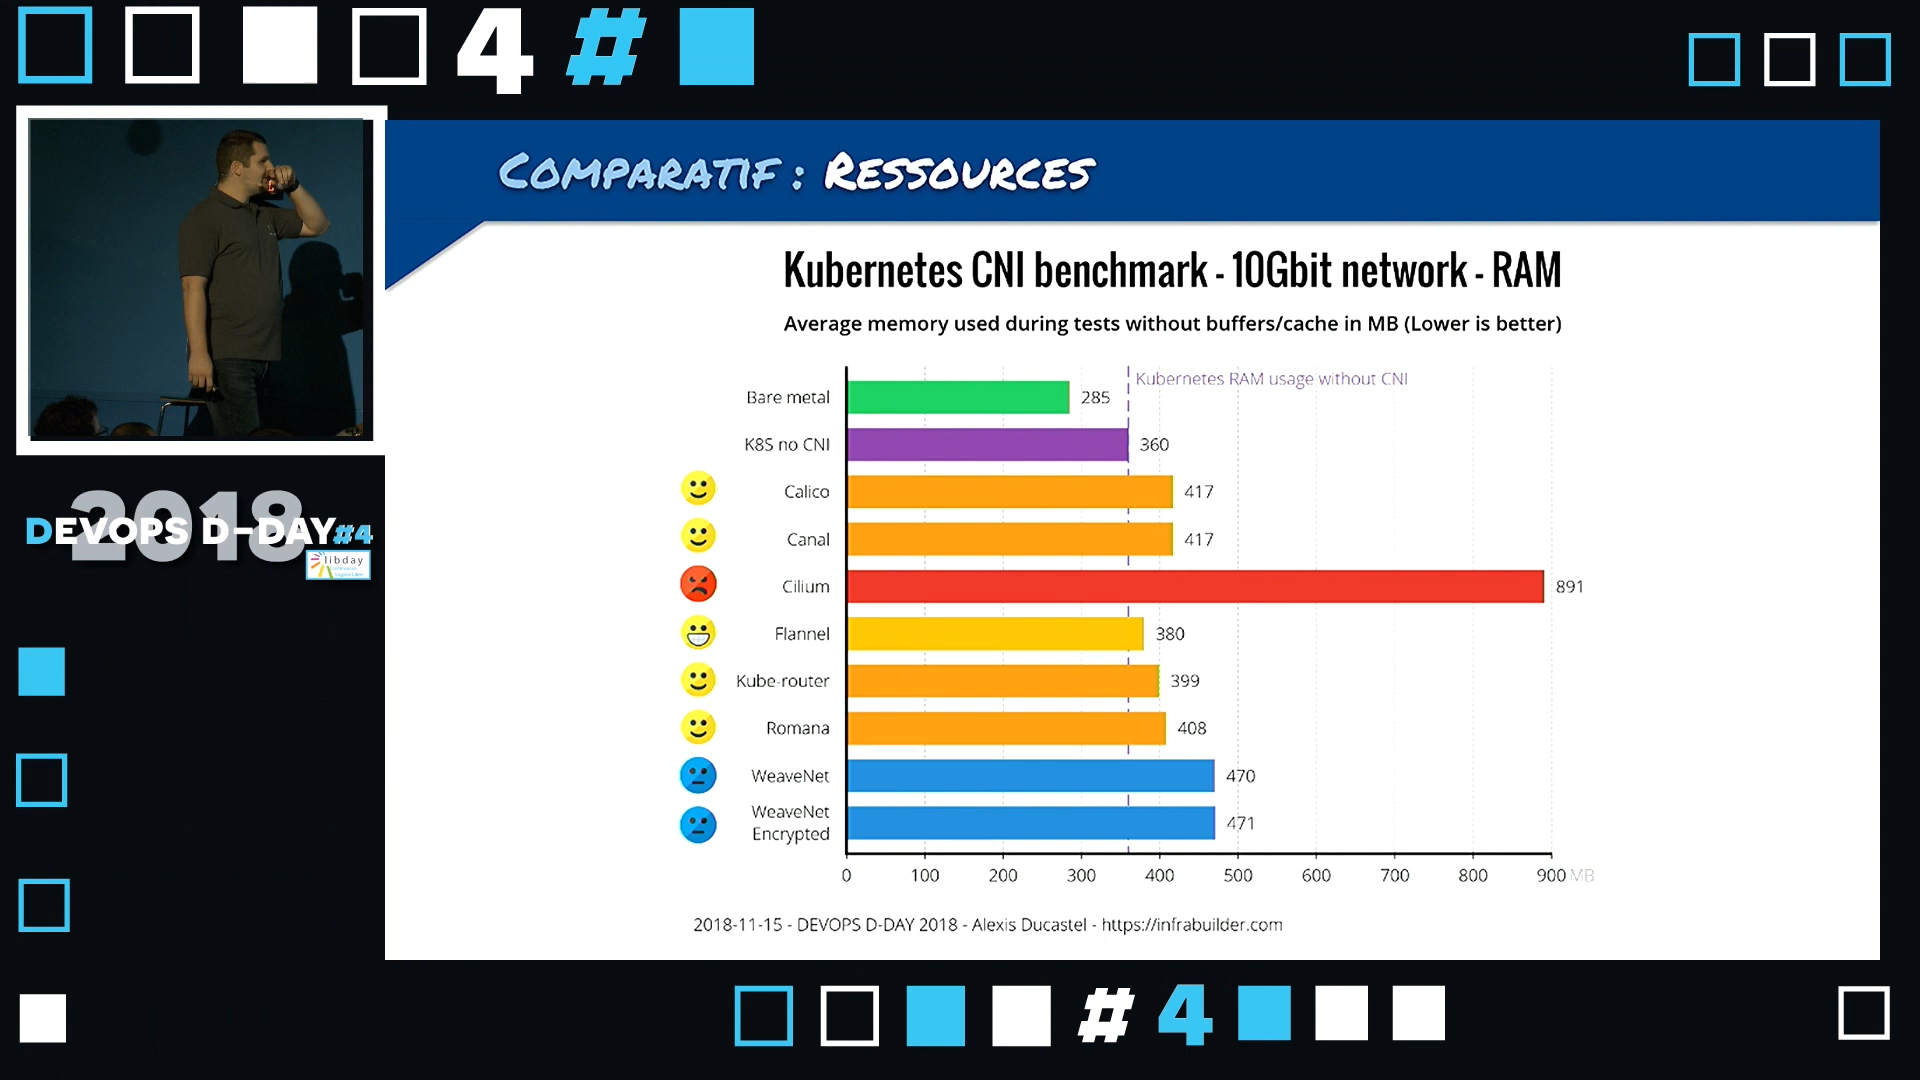 4 #
COMPARATIF : RESSOURCES
Kubernetes CNI benchmark - 10Gbit network - RAM
Average memory used during tests without buffers/cache in MB (Lower is better)
Kubernetes RAM usage without CNI
Bare metal 285
K8S no CNI 360
Calico 417
Canal 417
Cilium 891
Flannel 380
Kube-router 399
Romana 408
WeaveNet 470
WeaveNet
Encrypted 471
0 100 200 300 400 500 600 700 800 900 MB
2018-11-15 - DEVOPS D-DAY 2018 - Alexis Ducastel - https://infrabuilder.com
2018
DEVOPS D-DAY#4
libday
#4